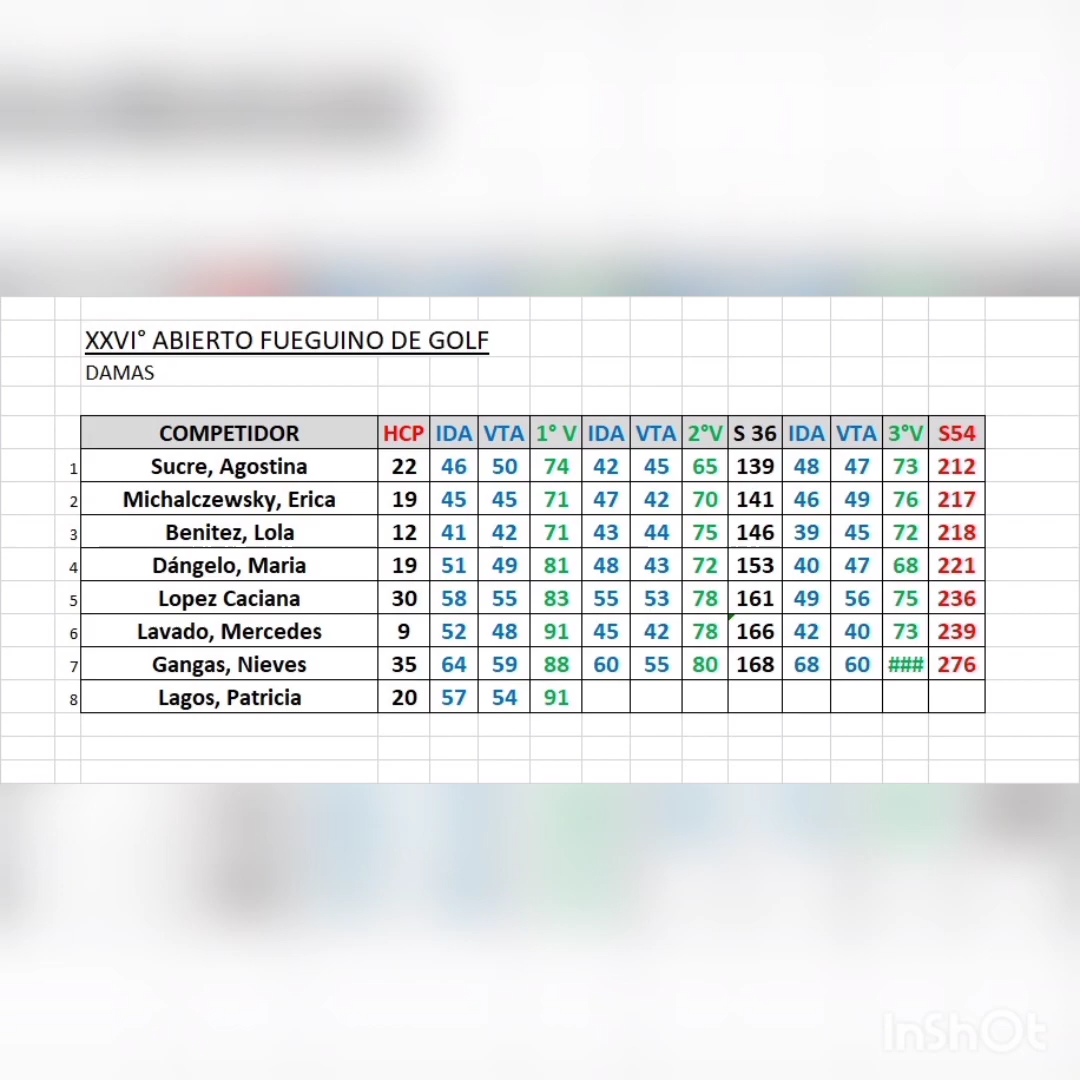 XXVI° ABIERTO FUEGUINO DE GOLF
DAMAS
COMPETIDOR HCP IDA VTA 1° V IDA VTA 2°V S 36 IDA VTA 3°V S54
1 Sucre, Agostina 22 46 50 74 42 45 65 139 48 47 73 212
2 Michalczewsky, Erica 19 45 45 71 47 42 70 141 46 49 76 217
3 Benitez, Lola 12 41 42 71 43 44 75 146 39 45 72 218
4 Dángelo, Maria 19 51 49 81 48 43 72 153 40 47 68 221
5 Lopez Caciana 30 58 55 83 55 53 78 161 49 56 75 236
6 Lavado, Mercedes 9 52 48 91 45 42 78 166 42 40 73 239
7 Gangas, Nieves 35 64 59 88 60 55 80 168 68 60 ### 276
8 Lagos, Patricia 20 57 54 91
InShOt